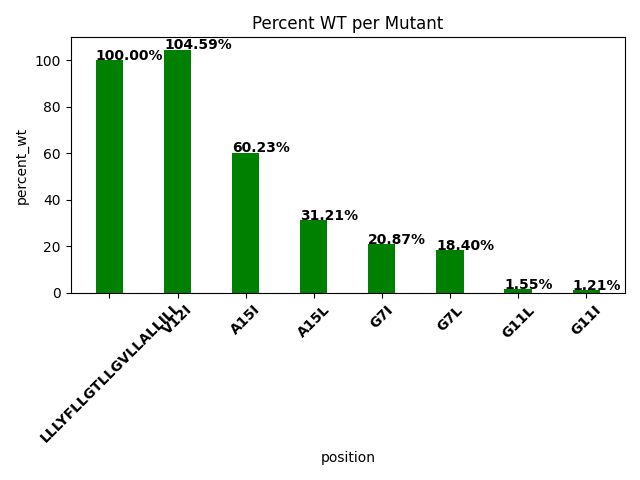 Percent WT per Mutant
percent_wt
100
80
60
40
20
0
100.00%
104.59%
60.23%
31.21%
20.87%
18.40%
1.55%
1.21%
LLLYFLLGTLLGVLLALLILL
V12I
A15I
A15L
G7I
G7L
G11L
G11I
position